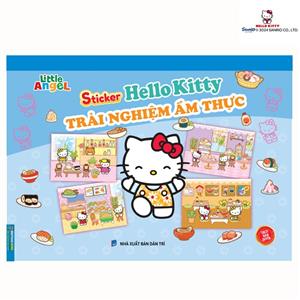 HELLO KITTY
© 2024 SANRIO CO., LTD.
Little
Angel
Sticker Hello Kitty
TRẢI NGHIỆM ẨM THỰC
NHÀ XUẤT BẢN DÂN TRÍ